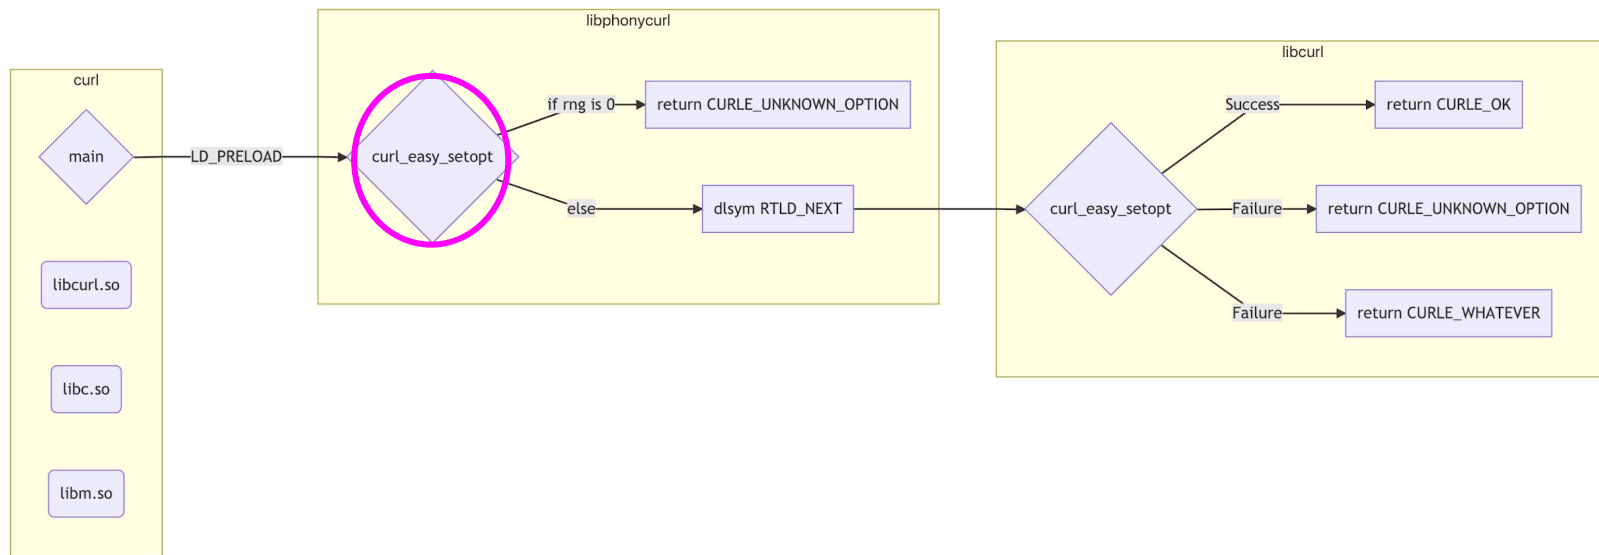 curl
main
libcurl.so
libc.so
libm.so
LD_PRELOAD
libphonycurl
curl_easy_setopt
if rng is 0
return CURLE_UNKNOWN_OPTION
else
dlsym RTLD_NEXT
libcurl
curl_easy_setopt
Success
return CURLE_OK
Failure
return CURLE_UNKNOWN_OPTION
Failure
return CURLE_WHATEVER